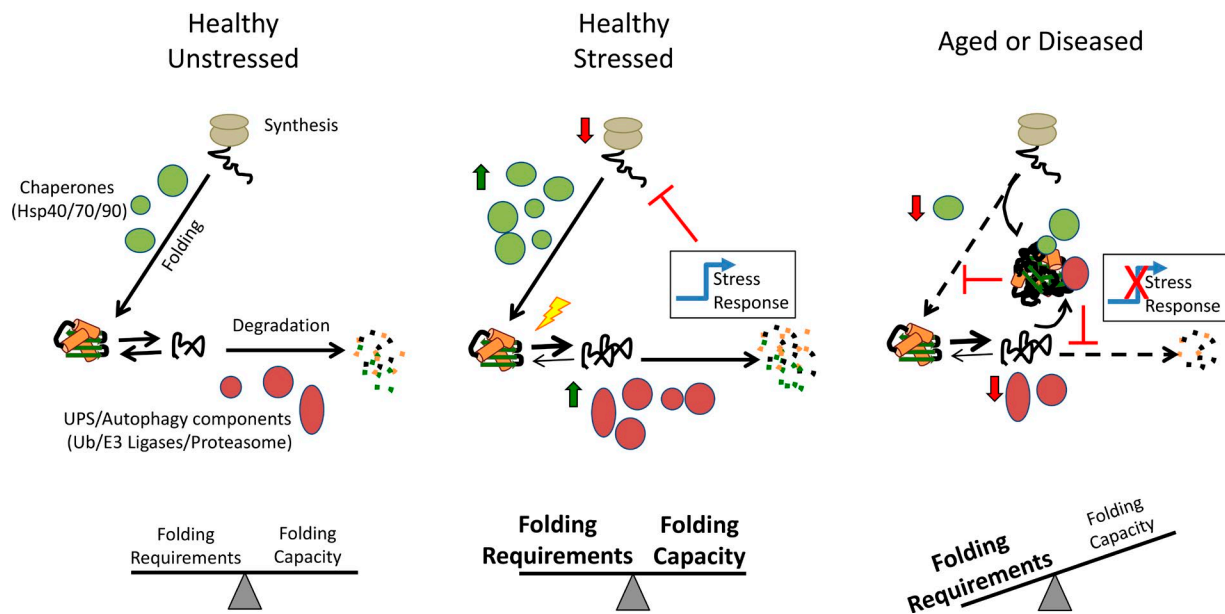 Healthy
Unstressed
Synthesis
Chaperones
(Hsp40/70/90)
Folding
Degradation
UPS/Autophagy components
(Ub/E3 Ligases/Proteasome)
Folding
Requirements
Folding
Capacity
Healthy
Stressed
Stress
Response
Folding
Requirements
Folding
Capacity
Aged or Diseased
Stress
Response
Folding
Requirements
Folding
Capacity